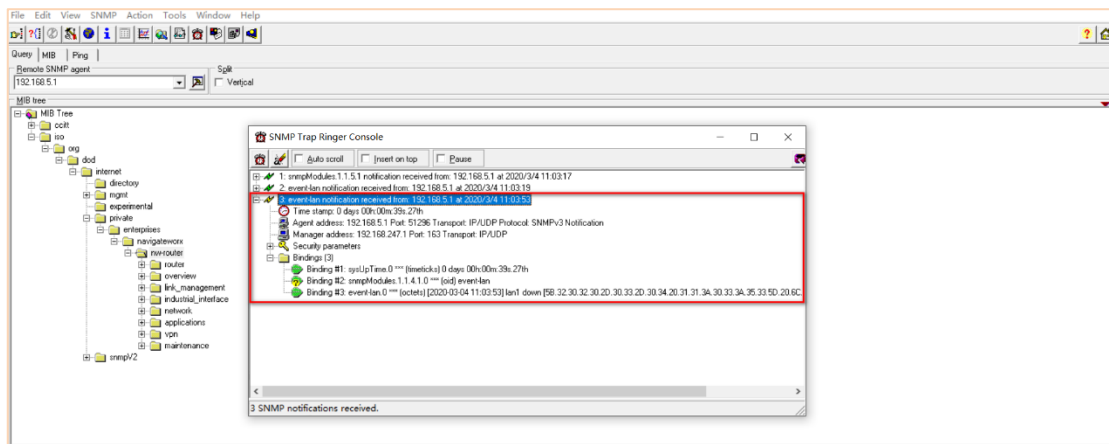 File Edit View SNMP Action Tools Window Help
Query MIB Ping
Remote SNMP agent Split
192.168.5.1 Vertical
MIB tree
MIB Tree
ccitt
iso
org
dod
internet
directory
mgmt
experimental
private
enterprises
navigateworx
nw-router
router
overview
link_management
industrial_interface
network
applications
vpn
maintenance
snmpV2
SNMP Trap Ringer Console
Auto scroll Insert on top Pause
1: snmpModules.1.1.5.1 notification received from: 192.168.5.1 at 2020/3/4 11:03:17
2: event-lan notification received from: 192.168.5.1 at 2020/3/4 11:03:19
3: event-lan notification received from: 192.168.5.1 at 2020/3/4 11:03:53
Time stamp: 0 days 00h:00m:39s.27th
Agent address: 192.168.5.1 Port: 51296 Transport: IP/UDP Protocol: SNMPv3 Notification
Manager address: 192.168.247.1 Port: 163 Transport: IP/UDP
Security parameters
Bindings (3)
Binding #1: sysUpTime.0 *** (timeticks) 0 days 00h:00m:39s.27th
Binding #2: snmpModules.1.1.4.1.0 *** (oid) event-lan
Binding #3: event-lan.0 *** (octets) [2020-03-04 11:03:53] lan1 down [5B.32.30.32.30.2D.30.33.2D.30.34.20.31.31.3A.30.33.3A.35.33.5D.20.6C.
3 SNMP notifications received.